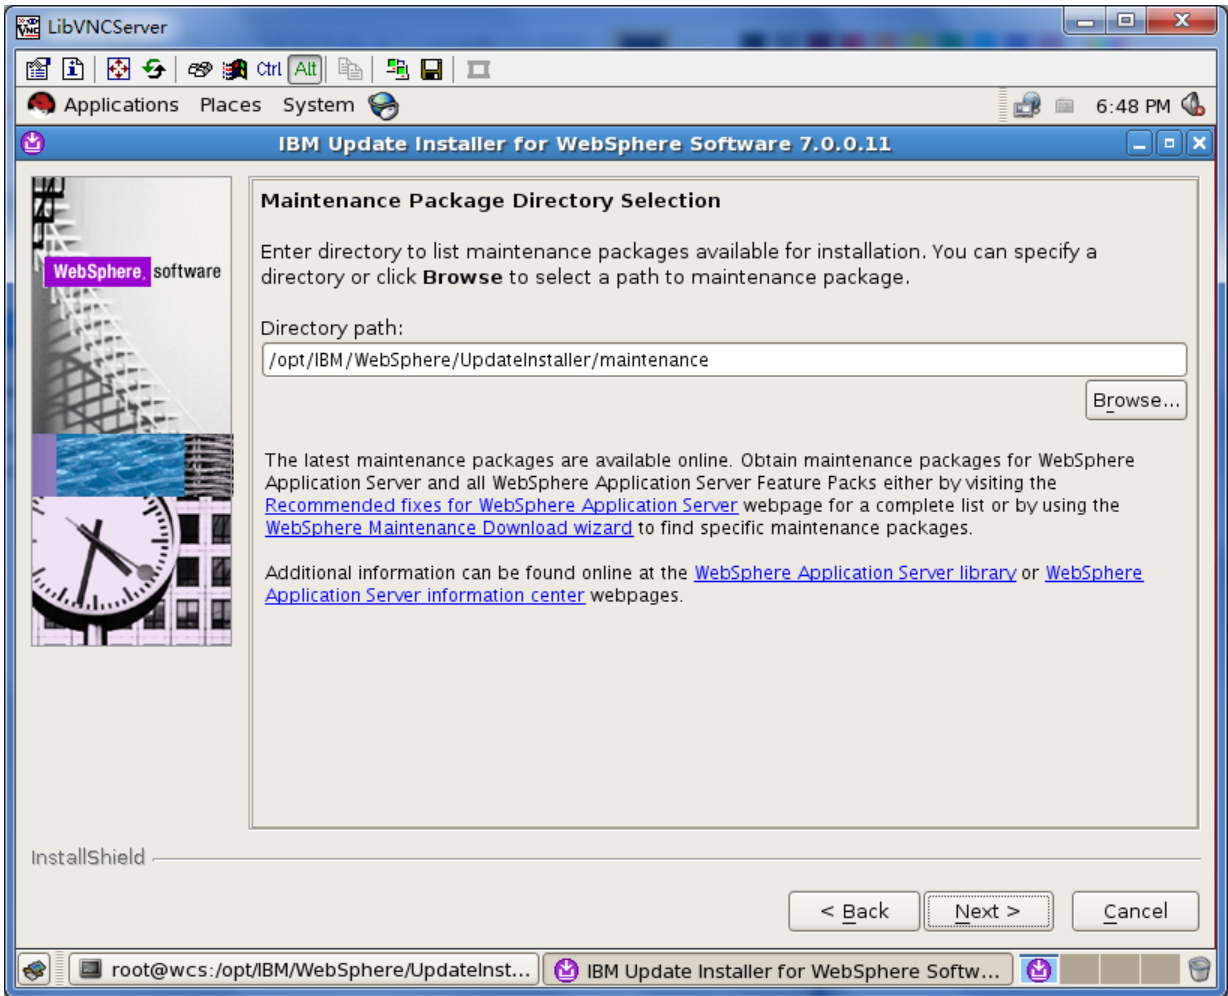 LibVNCServer
Ctrl Alt
Applications Places System 6:48 PM
IBM Update Installer for WebSphere Software 7.0.0.11
WebSphere. software
Maintenance Package Directory Selection
Enter directory to list maintenance packages available for installation. You can specify a
directory or click Browse to select a path to maintenance package.
Directory path:
/opt/IBM/WebSphere/UpdateInstaller/maintenance
Browse...
The latest maintenance packages are available online. Obtain maintenance packages for WebSphere
Application Server and all WebSphere Application Server Feature Packs either by visiting the
Recommended fixes for WebSphere Application Server webpage for a complete list or by using the
WebSphere Maintenance Download wizard to find specific maintenance packages.
Additional information can be found online at the WebSphere Application Server library or WebSphere
Application Server information center webpages.
InstallShield
< Back Next > Cancel
root@wcs:/opt/IBM/WebSphere/UpdateInst... IBM Update Installer for WebSphere Softw...